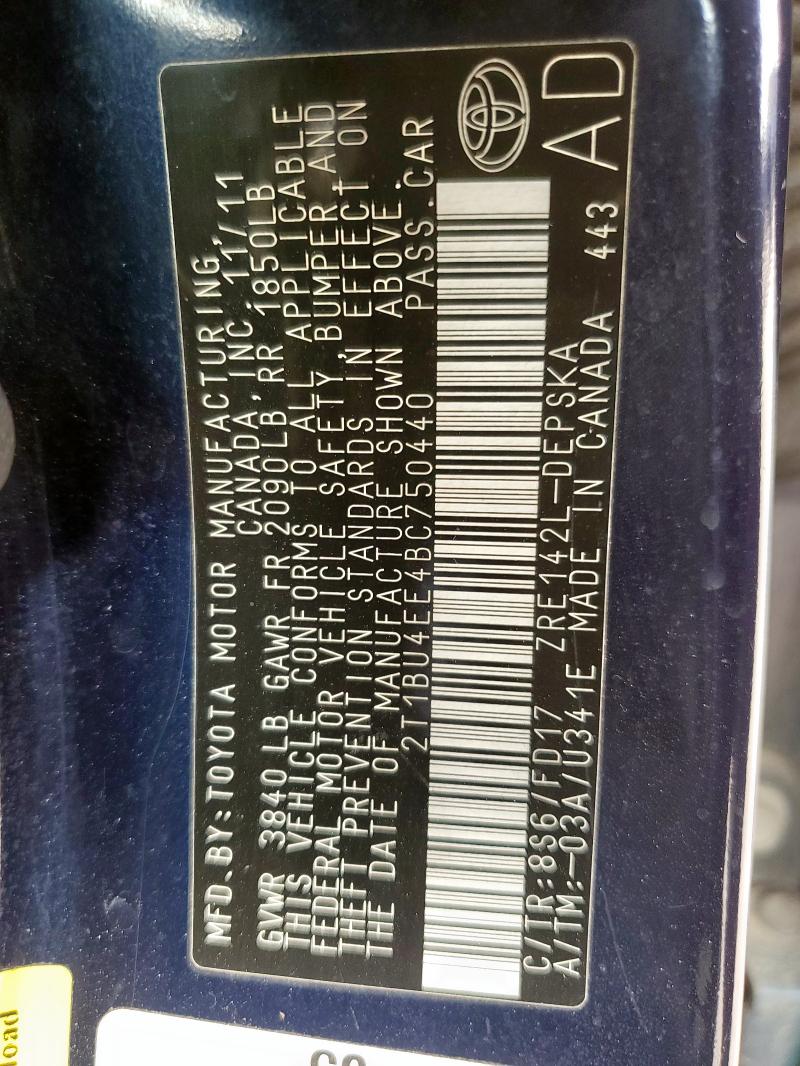 MFD.BY:TOYOTA MOTOR MANUFACTURING,
CANADA, INC. 11/11
GVWR 3840LB GAWR FR 2090LB RR 1850LB
THIS VEHICLE CONFORMS TO ALL APPLICABLE
FEDERAL MOTOR VEHICLE SAFETY,BUMPER AND
THEFT PREVENTION STANDARDS IN EFFECT ON
THE DATE OF MANUFACTURE SHOWN ABOVE.
2T1BU4EE4BC750440 PASS.CAR
C/TR:8S6/FD17 ZRE142L-DEPSKA
A/TM:-03A/U341E MADE IN CANADA 443
AD
load